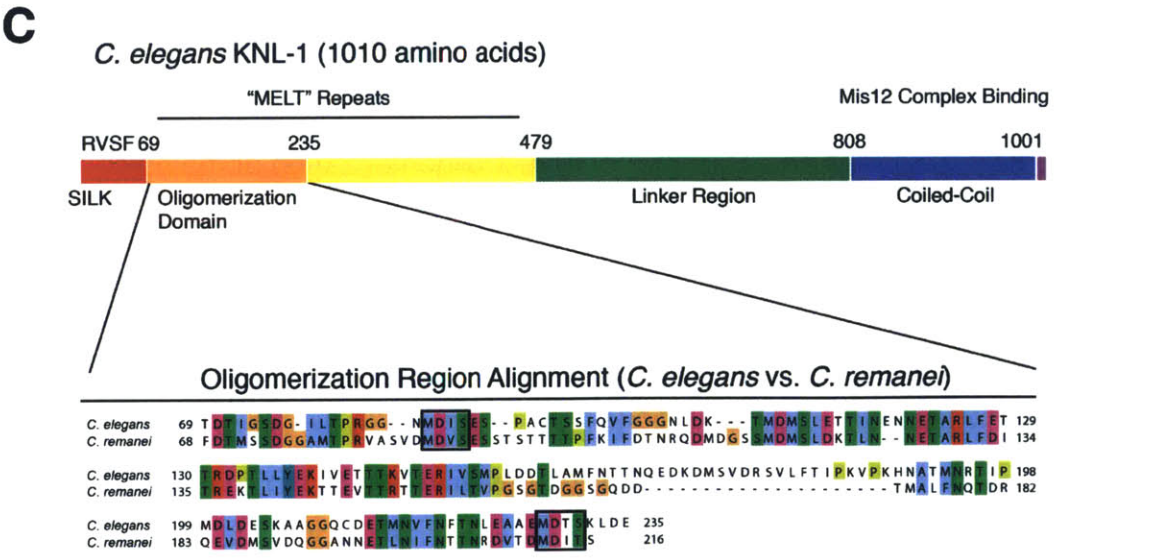 C
C. elegans KNL-1 (1010 amino acids)
"MELT" Repeats
Mis12 Complex Binding
RVSF 69 235 479 808 1001
SILK Oligomerization Domain Linker Region Coiled-Coil
Oligomerization Region Alignment (C. elegans vs. C. remanei)
C. elegans 69 TDTIGSDG-ILTPRGG--NMDISES--PACTSSFQVFGGGNLDK---TMDMSLETTINENNETARLFET 129
C. remanei 68 FDTMSSDGGAMTPRVASVDMDVSESSTSTTTYPFKIFDTNRQDMDGSSMDMSLDKTLN--NETARLFDI 134
C. elegans 130 TRDPTLLYEKIVETTTKVTERIVSMPLDDTLAMFNTTNQEDKDMSVDRSVLFTIPKVPKHNATMNRTIP 198
C. remanei 135 TREKTLIYEKTTEVTTRTTERILTVPGSGTDGGSGQDD---------------------TMALFNQTDR 182
C. elegans 199 MDLDESKAAGGQCDETMNVFNFTNLEAAEMDTSKLDE 235
C. remanei 183 QEVDMSVDQGGANNETLNIFNTTNRDVTDMDITS 216